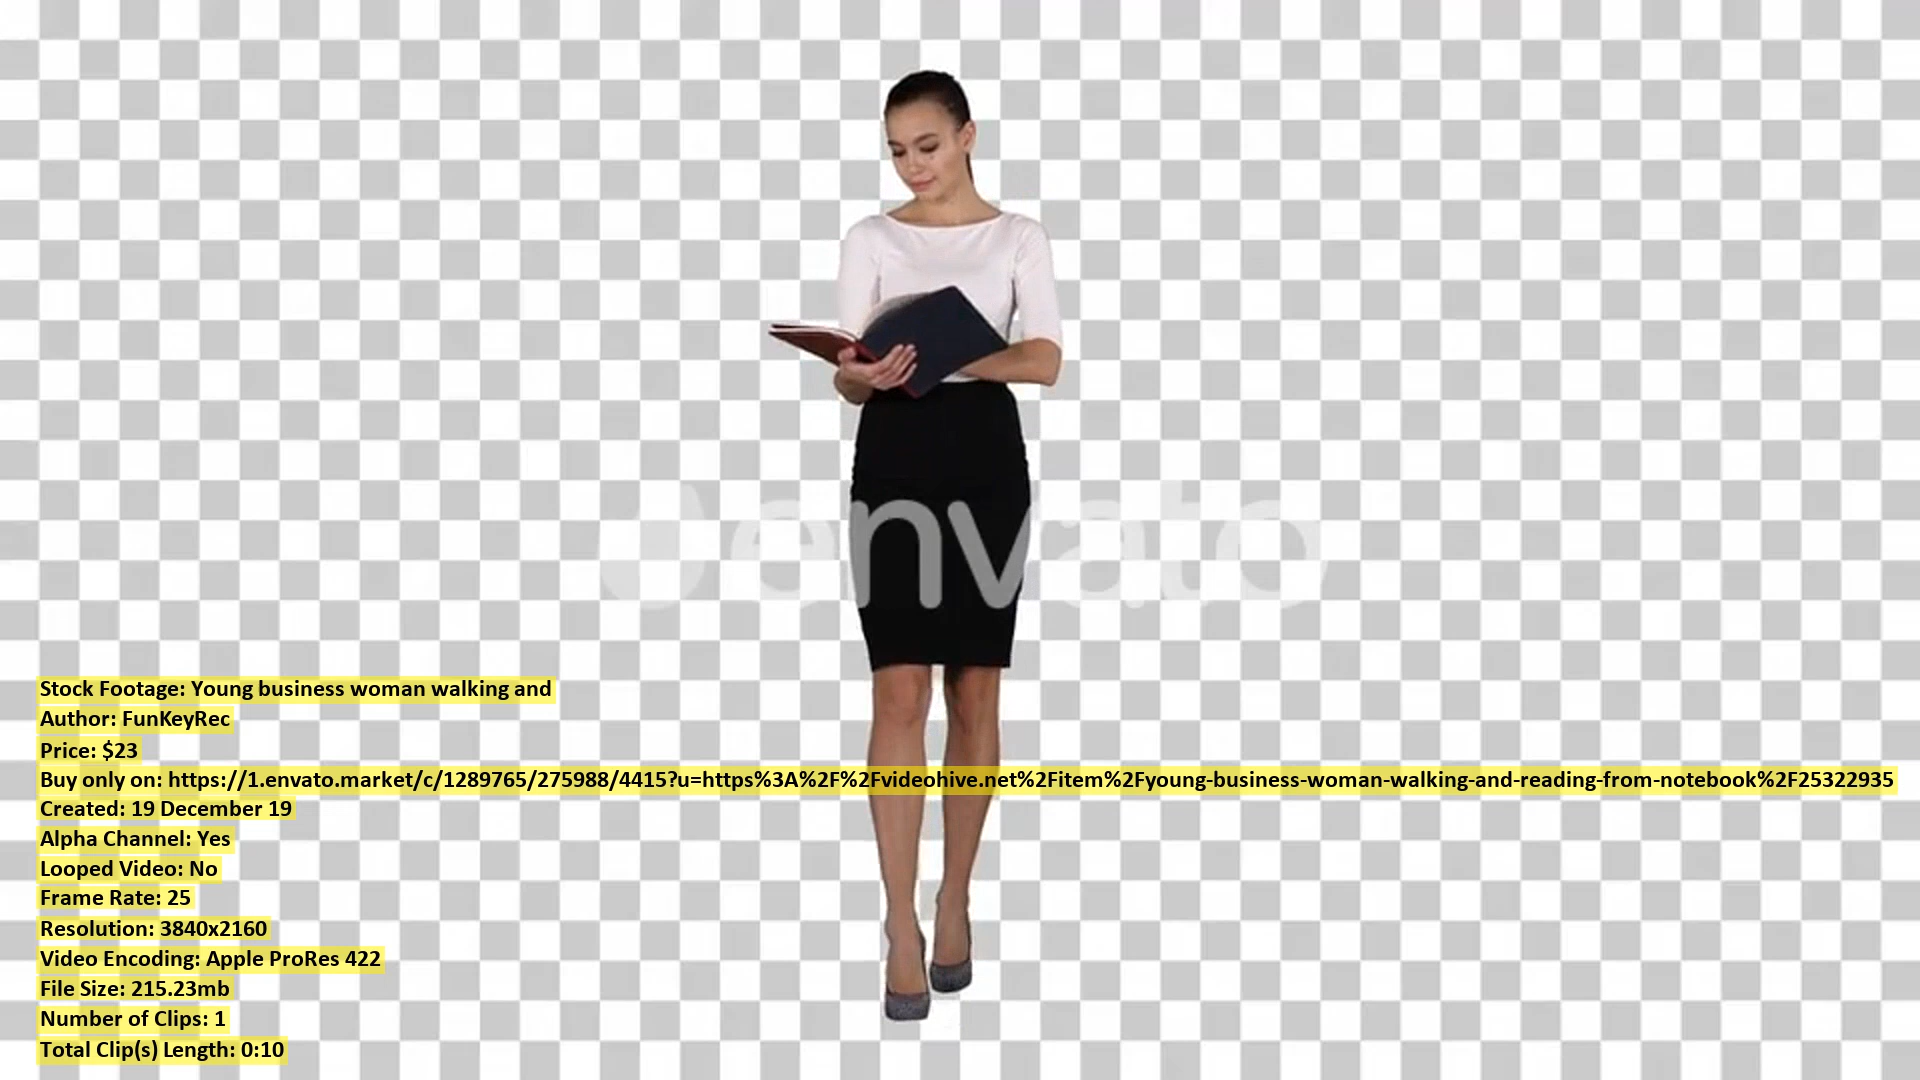 envato
Stock Footage: Young business woman walking and
Author: FunKeyRec
Price: $23
Buy only on: https://1.envato.market/c/1289765/275988/4415?u=https%3A%2F%2Fvideohive.net%2Fitem%2Fyoung-business-woman-walking-and-reading-from-notebook%2F25322935
Created: 19 December 19
Alpha Channel: Yes
Looped Video: No
Frame Rate: 25
Resolution: 3840x2160
Video Encoding: Apple ProRes 422
File Size: 215.23mb
Number of Clips: 1
Total Clip(s) Length: 0:10